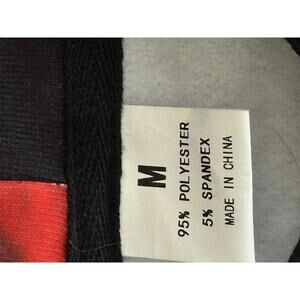 M
95% POLYESTER
5% SPANDEX
MADE IN CHINA